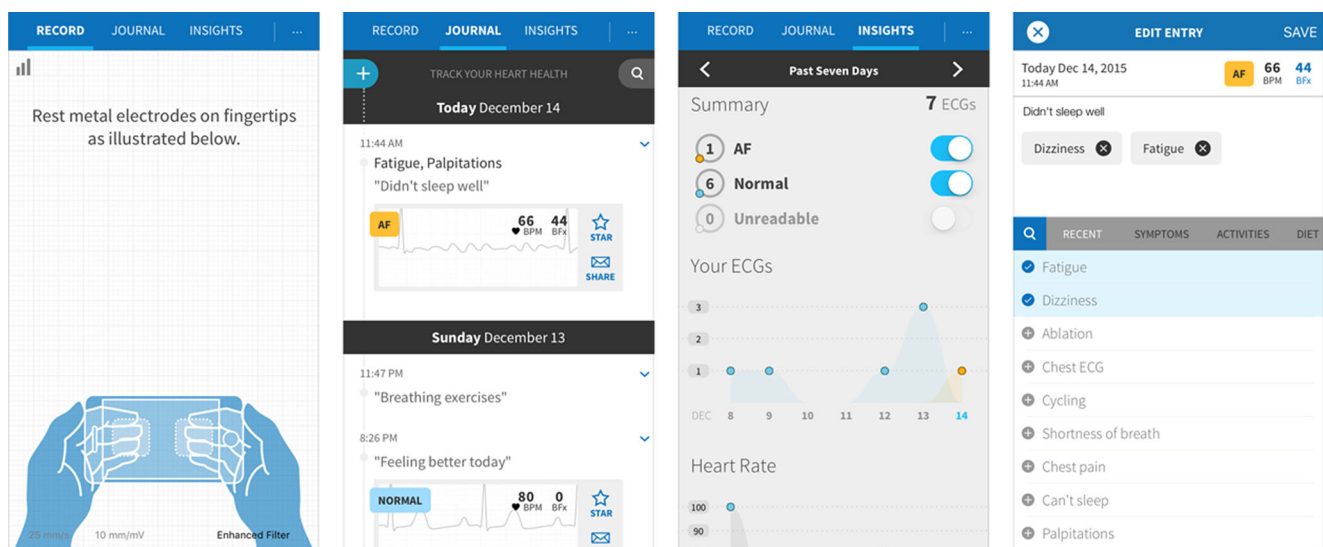 RECORD JOURNAL INSIGHTS ...
Rest metal electrodes on fingertips
as illustrated below.
25 mm/s 10 mm/mV Enhanced Filter
RECORD JOURNAL INSIGHTS ...
TRACK YOUR HEART HEALTH
Today December 14
11:44 AM
Fatigue, Palpitations
"Didn't sleep well"
AF 66 BPM 44 BFx
STAR
SHARE
Sunday December 13
11:47 PM
"Breathing exercises"
8:26 PM
"Feeling better today"
NORMAL 80 BPM 0 BFx
STAR
RECORD JOURNAL INSIGHTS ...
Past Seven Days
Summary 7 ECGs
1 AF
6 Normal
0 Unreadable
Your ECGs
3
2
1
DEC 8 9 10 11 12 13 14
Heart Rate
100
90
EDIT ENTRY SAVE
Today Dec 14, 2015
11:44 AM
AF 66 BPM 44 BFx
Didn't sleep well
Dizziness Fatigue
RECENT SYMPTOMS ACTIVITIES DIET
Fatigue
Dizziness
Ablation
Chest ECG
Cycling
Shortness of breath
Chest pain
Can't sleep
Palpitations